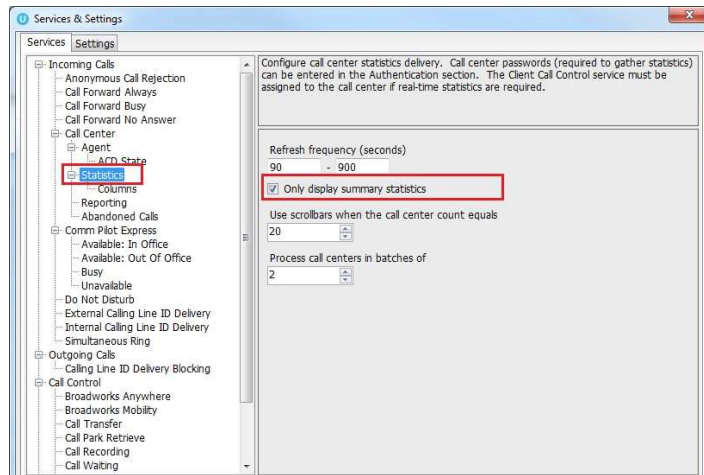 Services & Settings
Services
Settings
Incoming Calls
Anonymous Call Rejection
Call Forward Always
Call Forward Busy
Call Forward No Answer
Call Center
Agent
ACD State
Statistics
Columns
Reporting
Abandoned Calls
Comm Pilot Express
Available: In Office
Available: Out Of Office
Busy
Unavailable
Do Not Disturb
External Calling Line ID Delivery
Internal Calling Line ID Delivery
Simultaneous Ring
Outgoing Calls
Calling Line ID Delivery Blocking
Call Control
Broadworks Anywhere
Broadworks Mobility
Call Transfer
Call Park Retrieve
Call Recording
Call Waiting
Configure call center statistics delivery. Call center passwords (required to gather statistics)
can be entered in the Authentication section. The Client Call Control service must be
assigned to the call center if real-time statistics are required.
Refresh frequency (seconds)
90 - 900
Only display summary statistics
Use scrollbars when the call center count equals
20
Process call centers in batches of
2